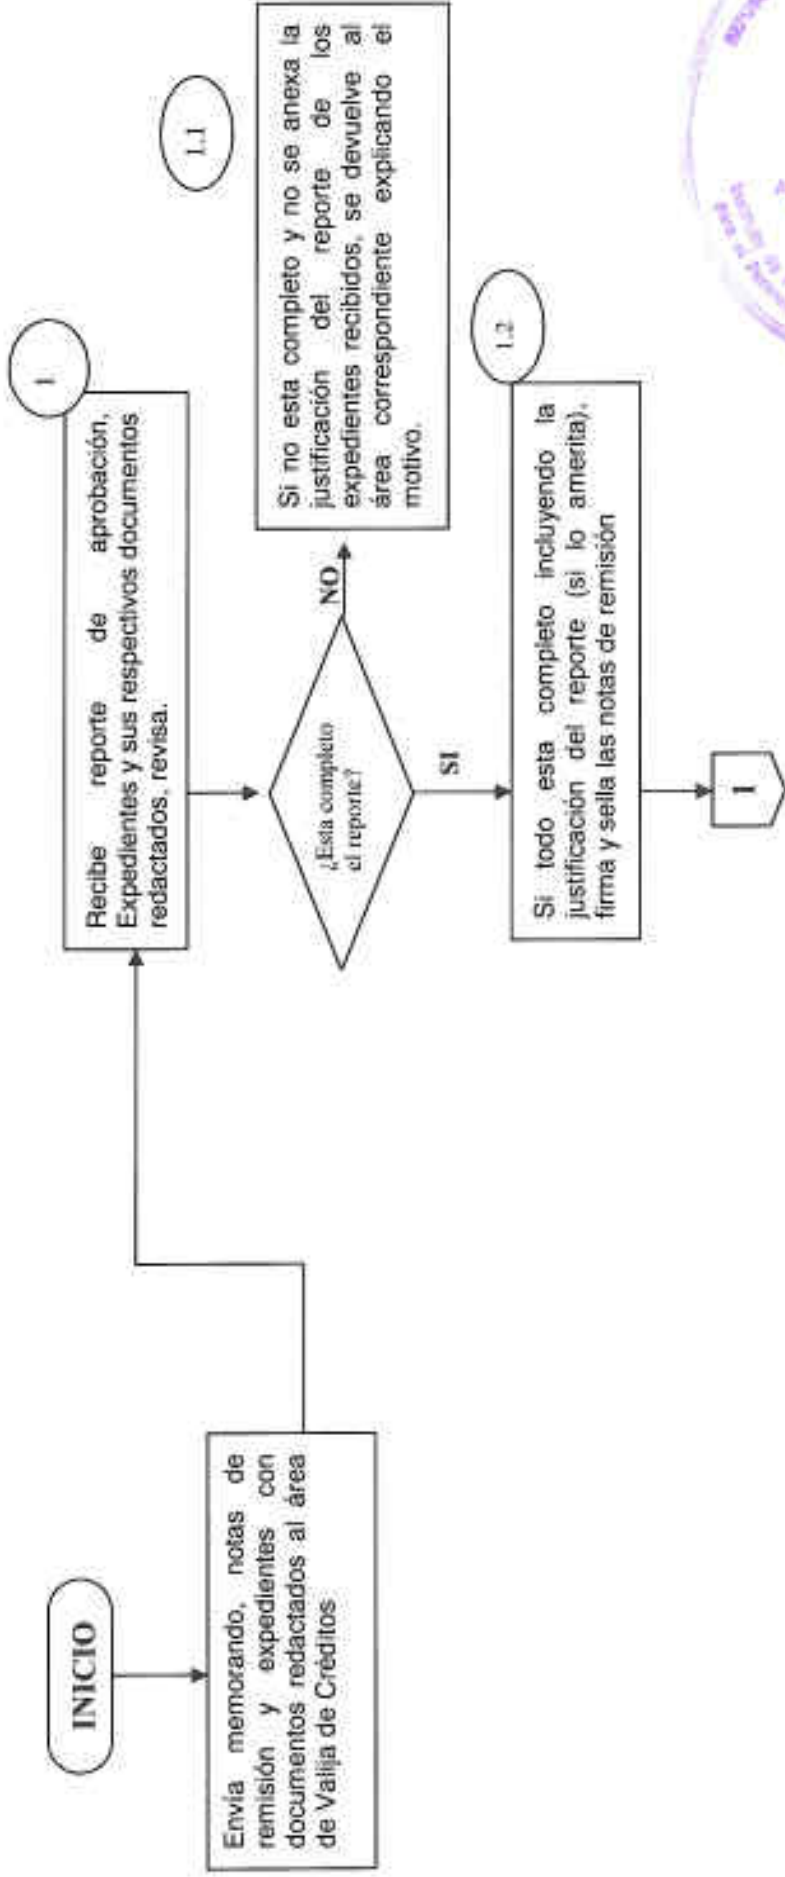 INICIO
Envía memorando, notas de
remisión y expedientes con
documentos redactados al área
de Valija de Créditos
1
Recibe reporte de aprobación,
Expedientes y sus respectivos documentos
redactados, revisa.
¿Esta completo
el reporte?
NO
1.1
Si no esta completo y no se anexa la
justificación del reporte de los
expedientes recibidos, se devuelve al
área correspondiente explicando el
motivo.
SI
1.2
Si todo esta completo incluyendo la
justificación del reporte (si lo amerita),
firma y sella las notas de remisión
1